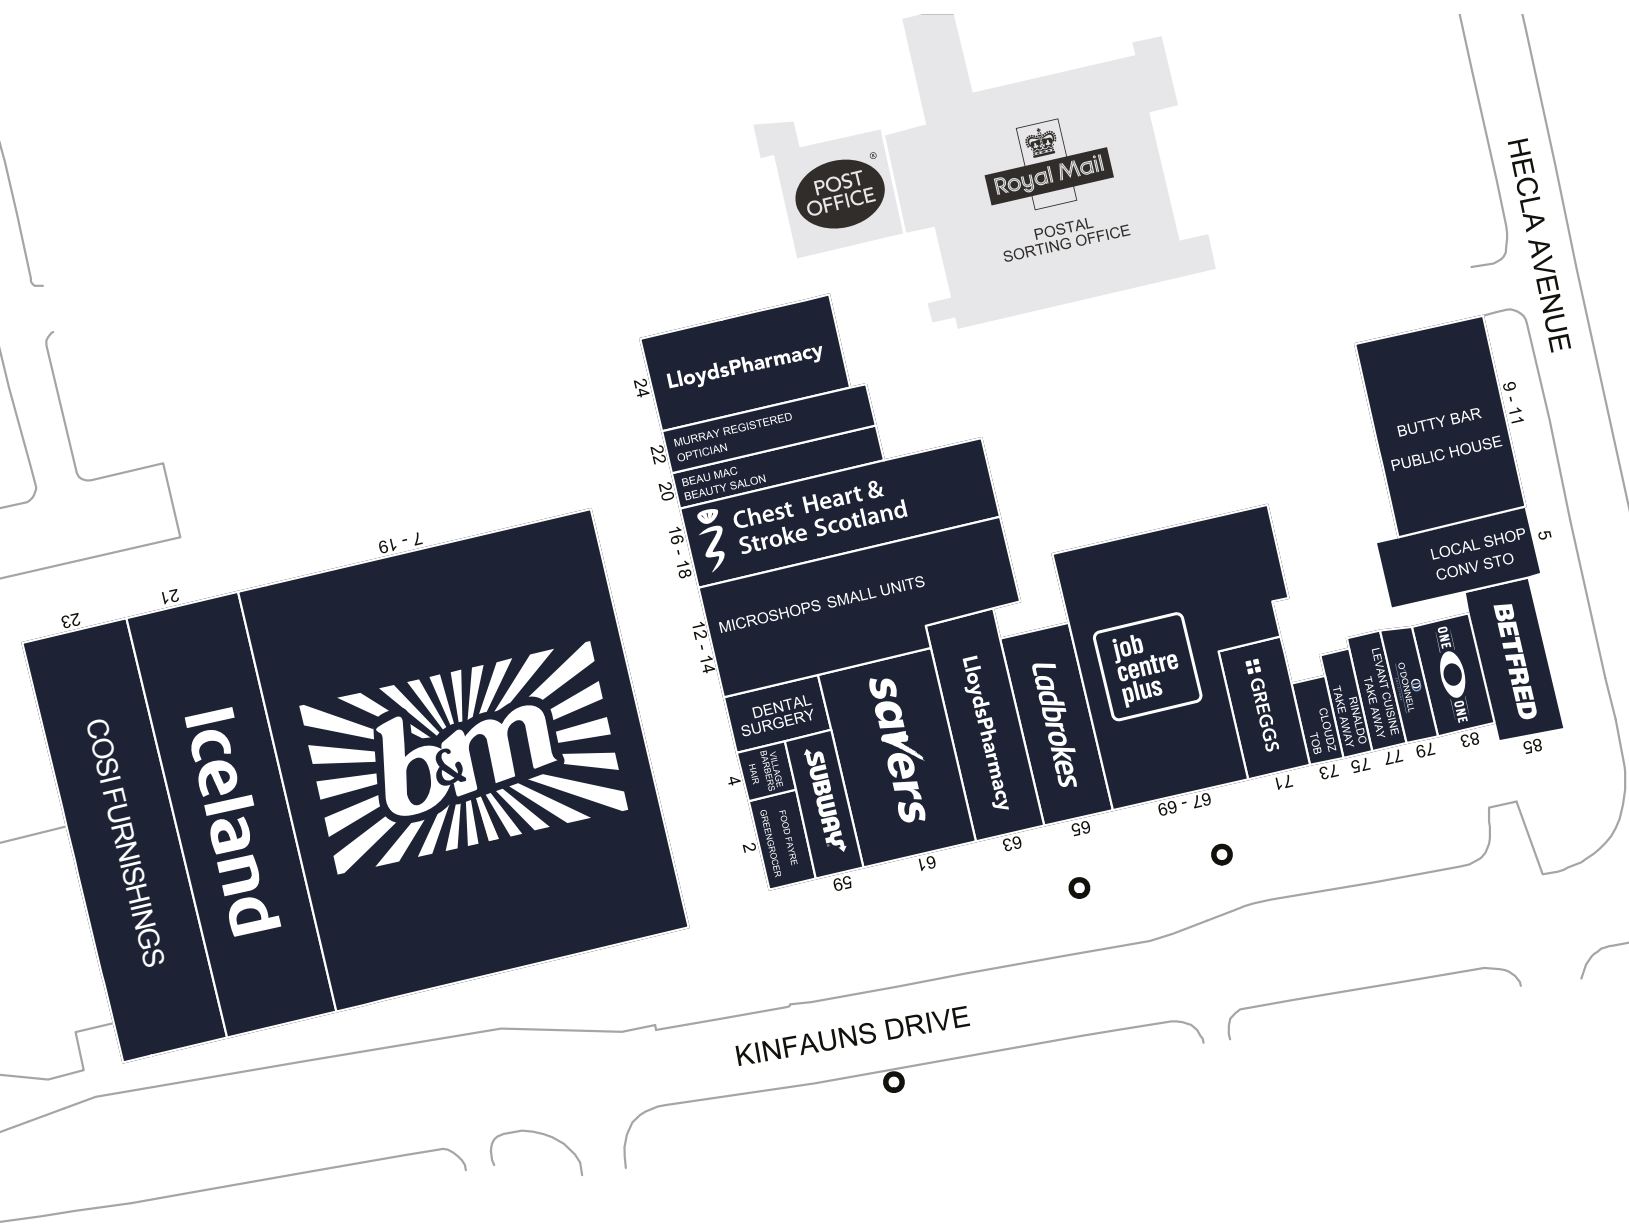 POST
OFFICE
®
Royal Mail
POSTAL
SORTING OFFICE
HECLA AVENUE
24
LloydsPharmacy
22
MURRAY REGISTERED
OPTICIAN
20
BEAU MAC
BEAUTY SALON
16 - 18
Chest Heart &
Stroke Scotland
12 - 14
MICROSHOPS SMALL UNITS
DENTAL
SURGERY
4
VILLAGE
BARBERS
HAIR
2
FOOD FAYRE
GREENGROCER
SUBWAY
59
savers
61
LloydsPharmacy
63
Ladbrokes
65
job
centre
plus
67 - 69
GREGGS
71
CLOUDZ
TOB
73
RINALDO
TAKE AWAY
75
LEVANT CUISINE
TAKE AWAY
77
O'DONNELL
79
ONE
O
ONE
83
BETFRED
85
9 - 11
BUTTY BAR
PUBLIC HOUSE
5
LOCAL SHOP
CONV STO
23
COSI FURNISHINGS
21
Iceland
7 - 19
b&m
KINFAUNS DRIVE